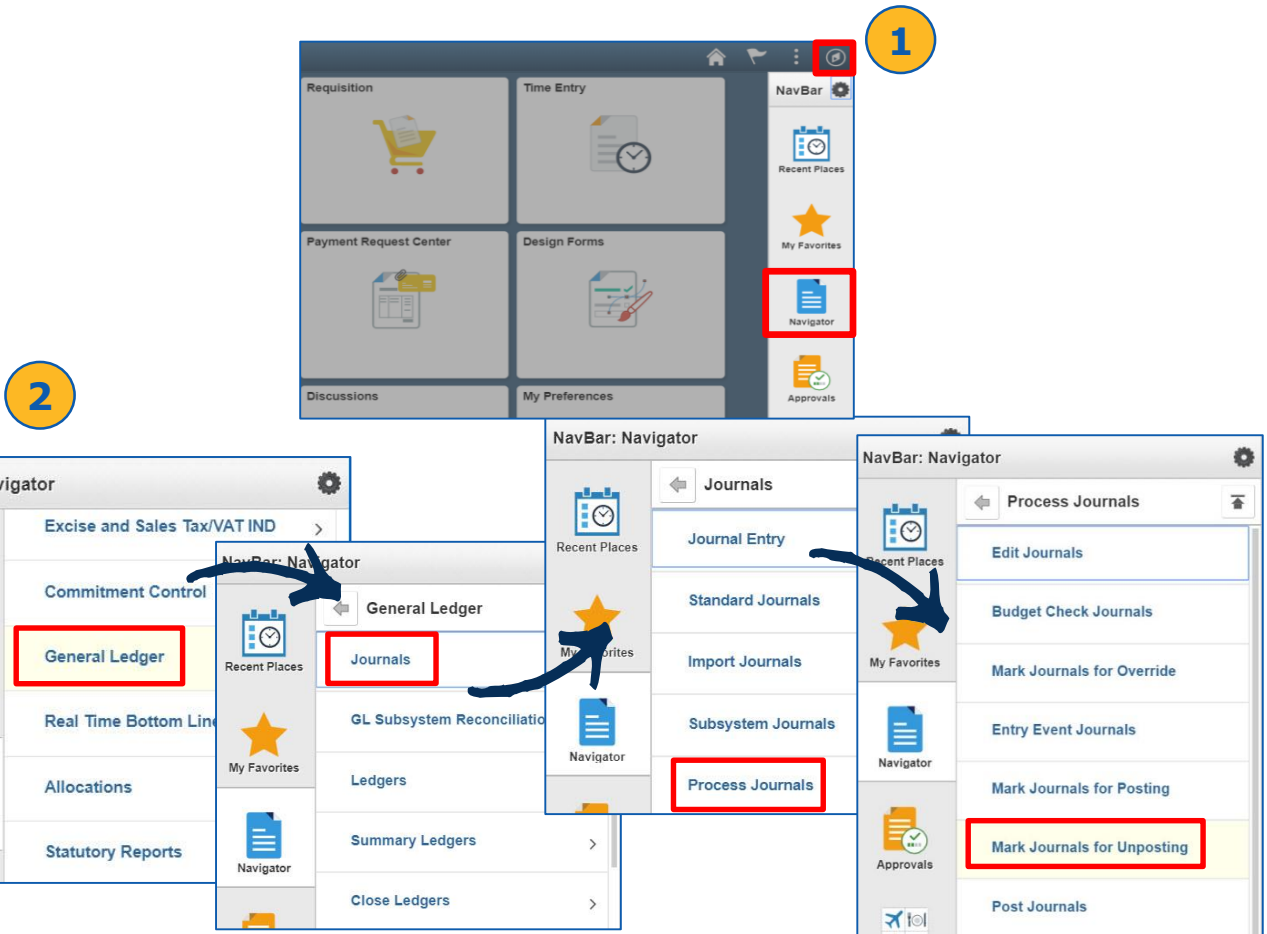 1
Requisition
Time Entry
NavBar
Recent Places
My Favorites
Navigator
Approvals
Payment Request Center
Design Forms
Discussions
My Preferences
2
vigator
Excise and Sales Tax/VAT IND
Commitment Control
General Ledger
Real Time Bottom Line
Allocations
Statutory Reports
NavBar: Navigator
General Ledger
Recent Places
My Favorites
Navigator
Journals
GL Subsystem Reconciliatio
Ledgers
Summary Ledgers
Close Ledgers
NavBar: Navigator
Journals
Recent Places
My Favorites
Navigator
Journal Entry
Standard Journals
Import Journals
Subsystem Journals
Process Journals
NavBar: Navigator
Process Journals
Recent Places
My Favorites
Navigator
Approvals
Edit Journals
Budget Check Journals
Mark Journals for Override
Entry Event Journals
Mark Journals for Posting
Mark Journals for Unposting
Post Journals